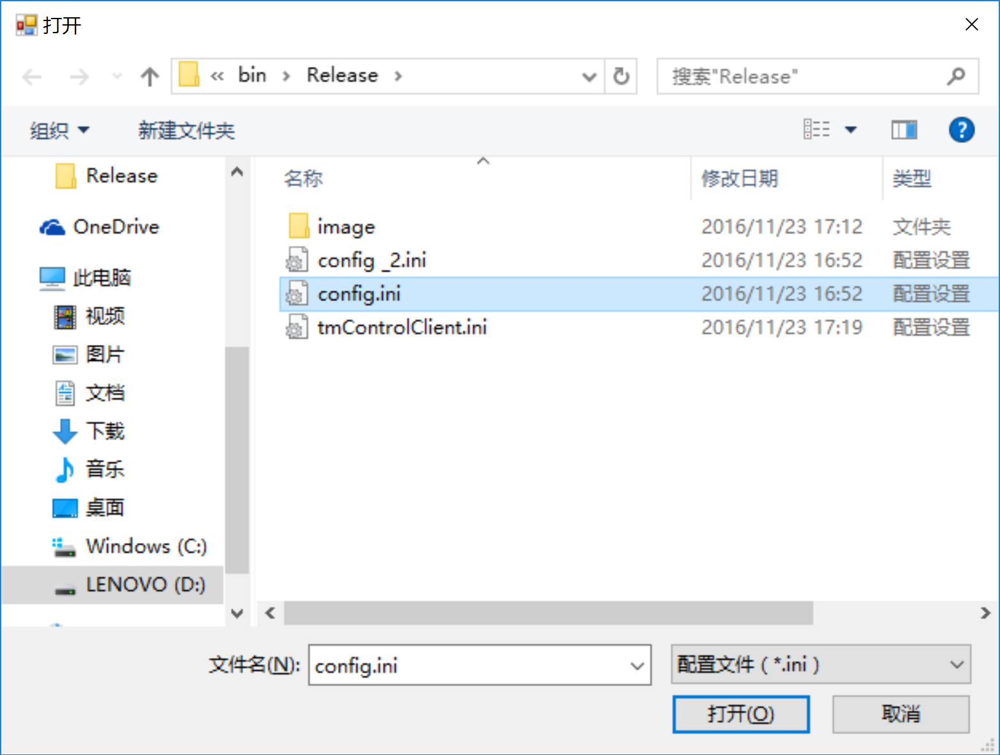 打开
« bin › Release ›
搜索"Release"
组织
新建文件夹
Release
OneDrive
此电脑
视频
图片
文档
下载
音乐
桌面
Windows (C:)
LENOVO (D:)
名称 修改日期 类型
image 2016/11/23 17:12 文件夹
config _2.ini 2016/11/23 16:52 配置设置
config.ini 2016/11/23 16:52 配置设置
tmControlClient.ini 2016/11/23 17:19 配置设置
文件名(N): config.ini
配置文件 ( *.ini )
打开(O)
取消